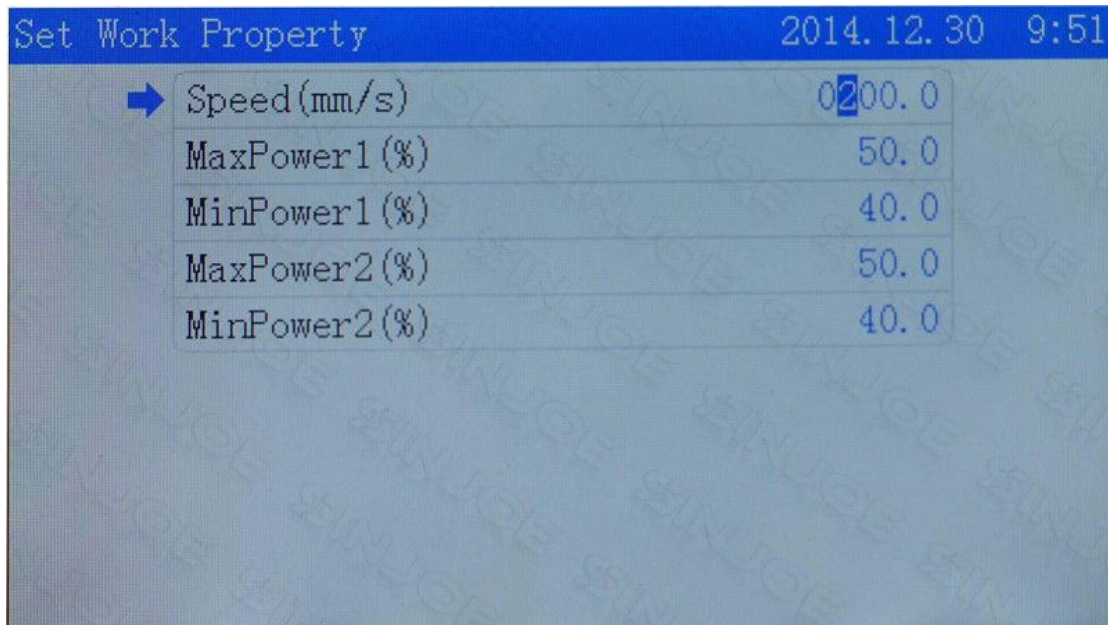 Set Work Property 2014.12.30 9:51
Speed(mm/s) 0200.0
MaxPower1(%) 50.0
MinPower1(%) 40.0
MaxPower2(%) 50.0
MinPower2(%) 40.0
SINJOE